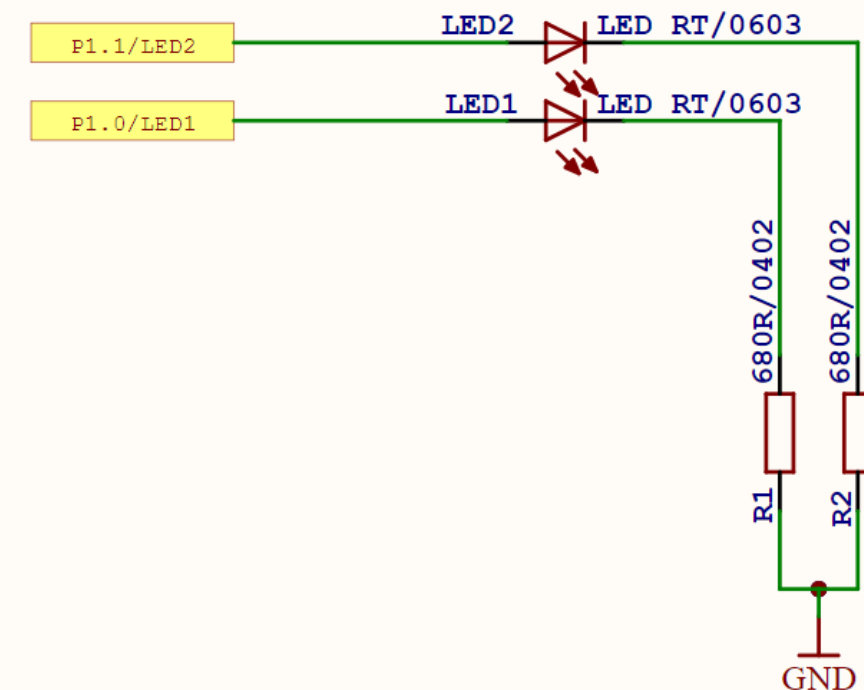 LED2 LED RT/0603
P1.1/LED2
LED1 LED RT/0603
P1.0/LED1
680R/0402
680R/0402
R1
R2
GND